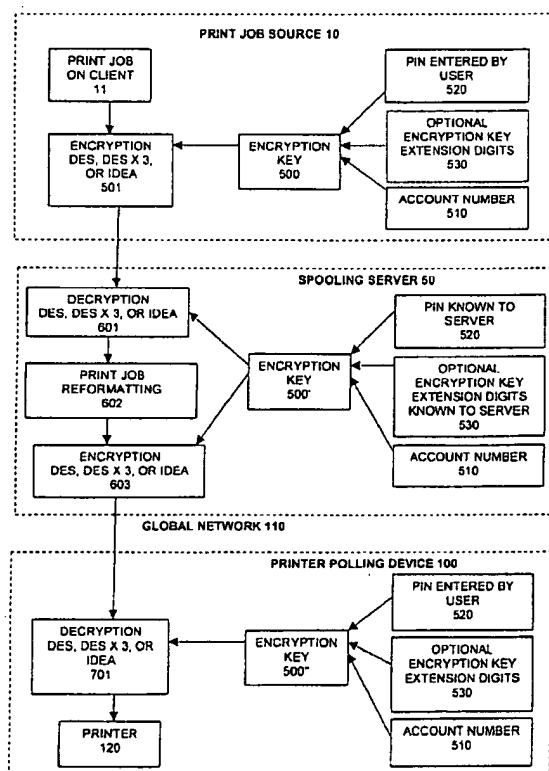 PRINT JOB SOURCE 10
PRINT JOB
ON CLIENT
11
PIN ENTERED BY
USER
520
ENCRYPTION
DES, DES X 3,
OR IDEA
501
ENCRYPTION
KEY
500
OPTIONAL
ENCRYPTION KEY
EXTENSION DIGITS
530
ACCOUNT NUMBER
510
SPOOLING SERVER 50
DECRYPTION
DES, DES X 3, OR IDEA
601
PRINT JOB
REFORMATTING
602
ENCRYPTION
DES, DES X 3, OR IDEA
603
ENCRYPTION
KEY
500'
PIN KNOWN TO
SERVER
520
OPTIONAL
ENCRYPTION KEY
EXTENSION DIGITS
KNOWN TO SERVER
530
ACCOUNT NUMBER
510
GLOBAL NETWORK 110
PRINTER POLLING DEVICE 100
DECRYPTION
DES, DES X 3, OR
IDEA
701
PRINTER
120
ENCRYPTION
KEY
500"
PIN ENTERED BY
USER
520
OPTIONAL
ENCRYPTION KEY
EXTENSION DIGITS
530
ACCOUNT NUMBER
510